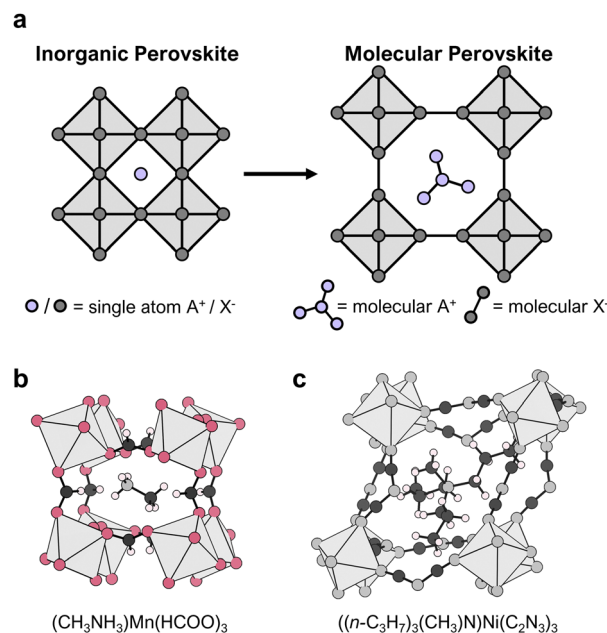 a
Inorganic Perovskite
Molecular Perovskite
/ = single atom A⁺ / X⁻
= molecular A⁺
= molecular X⁻
b
c
(CH₃NH₃)Mn(HCOO)₃
((n-C₃H₇)₃(CH₃)N)Ni(C₂N₃)₃